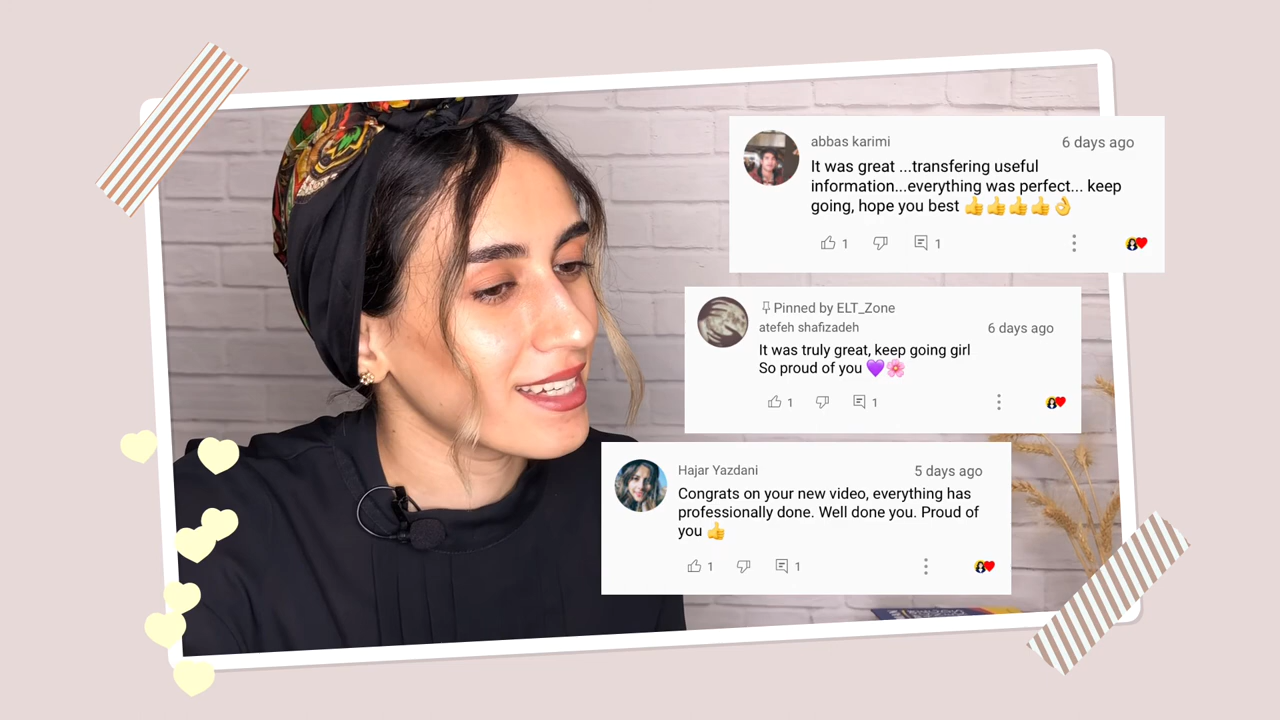 abbas karimi
6 days ago
It was great ...transfering useful
information...everything was perfect... keep
going, hope you best 👍👍👍👍👌
1
1
Pinned by ELT_Zone
atefeh shafizadeh
6 days ago
It was truly great, keep going girl
So proud of you 💜🌸
1
1
Hajar Yazdani
5 days ago
Congrats on your new video, everything has
professionally done. Well done you. Proud of
you 👍
1
1